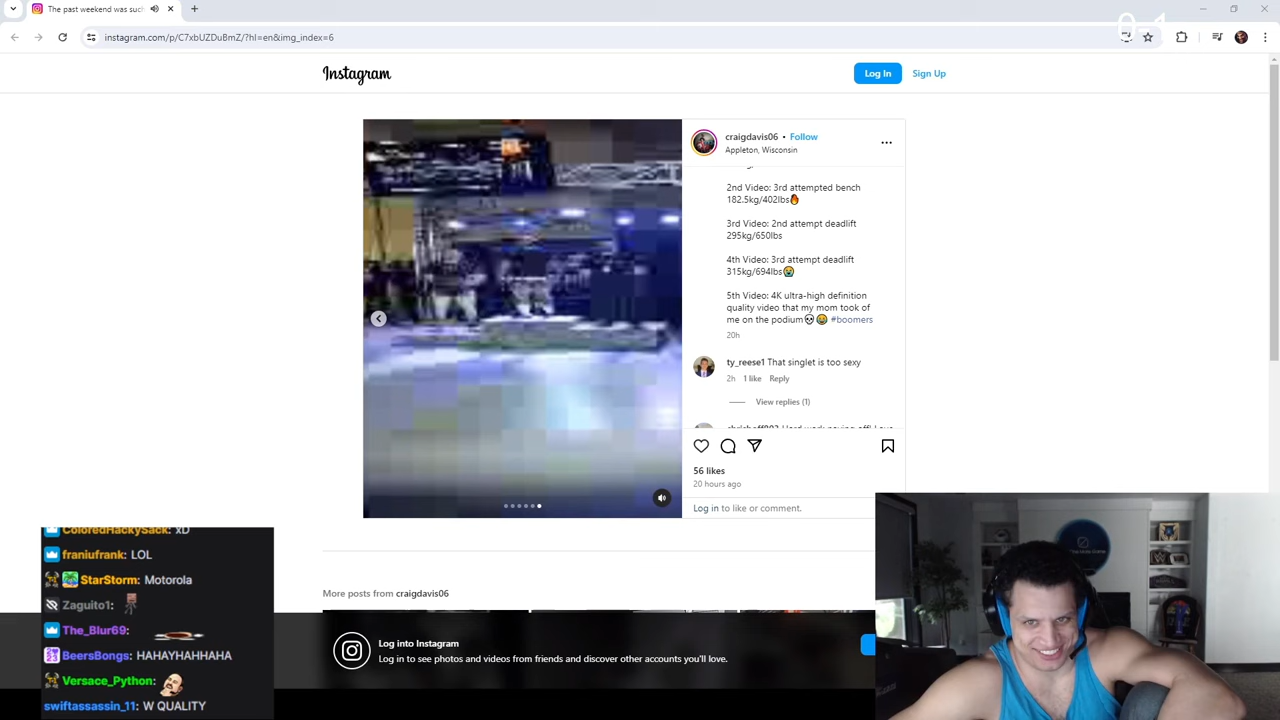 The past weekend was suc
instagram.com/p/C7xbUZDuBmZ/?hl=en&img_index=6
0-1
Instagram
Log In
Sign Up
craigdavis06 • Follow
Appleton, Wisconsin
2nd Video: 3rd attempted bench
182.5kg/402lbs🔥
3rd Video: 2nd attempt deadlift
295kg/650lbs
4th Video: 3rd attempt deadlift
315kg/694lbs😭
5th Video: 4K ultra-high definition
quality video that my mom took of
me on the podium💀😂 #boomers
20h
ty_reese1 That singlet is too sexy
2h 1 like Reply
View replies (1)
56 likes
20 hours ago
Log in to like or comment.
More posts from craigdavis06
Log into Instagram
Log in to see photos and videos from friends and discover other accounts you'll love.
ColoredHackySack: xD
franiufrank: LOL
StarStorm: Motorola
Zaguito1:
The_Blur69:
BeersBongs: HAHAYHAHHAHA
Versace_Python:
swiftassassin_11: W QUALITY